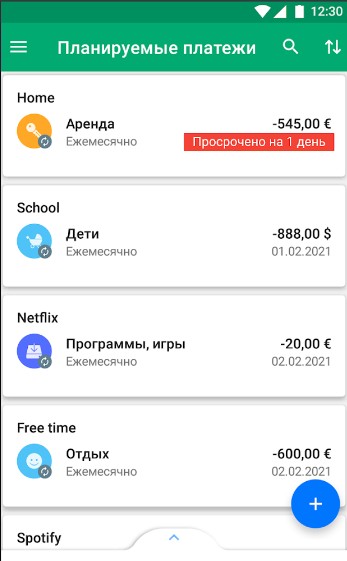 12:30
Планируемые платежи
Home
Аренда -545,00 €
Ежемесячно Просрочено на 1 день
School
Дети -888,00 $
Ежемесячно 01.02.2021
Netflix
Программы, игры -20,00 €
Ежемесячно 02.02.2021
Free time
Отдых -600,00 €
Ежемесячно 02.02.2021
Spotify